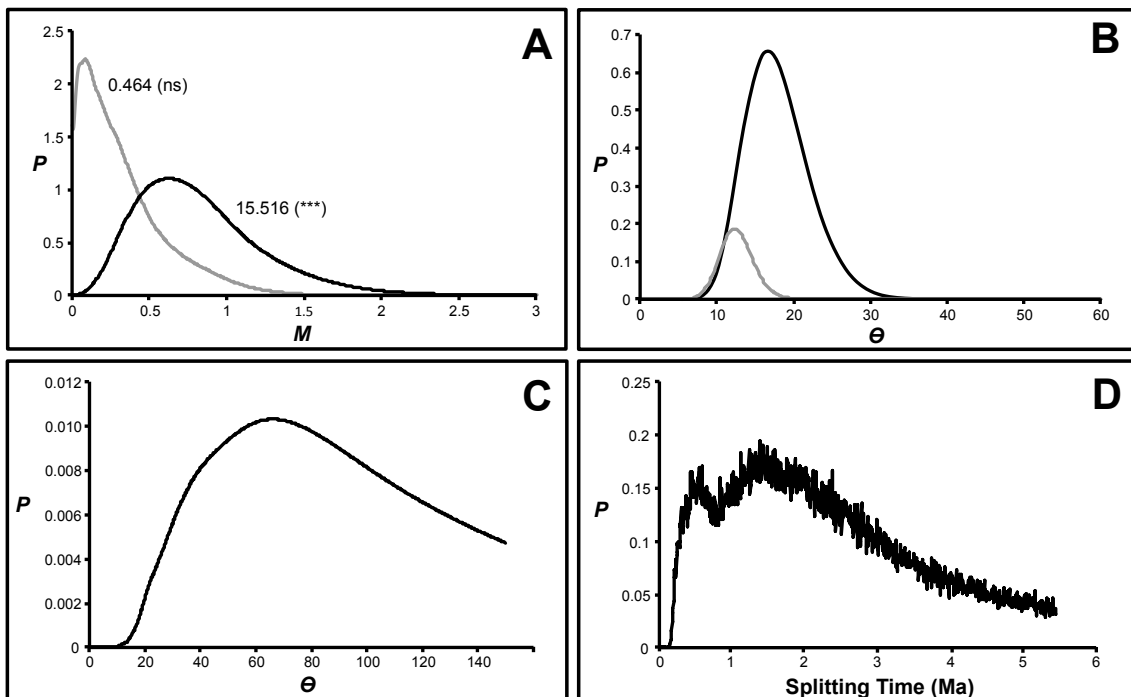 A
2.5
2
1.5
1
0.5
0
P
0.464 (ns)
15.516 (***)
0 0.5 1 1.5 2 2.5 3
M
B
0.7
0.6
0.5
0.4
0.3
0.2
0.1
0
P
0 10 20 30 40 50 60
Θ
C
0.012
0.010
0.008
0.006
0.004
0.002
0
P
0 20 40 60 80 100 120 140
Θ
D
0.25
0.2
0.15
0.1
0.05
0
P
0 1 2 3 4 5 6
Splitting Time (Ma)